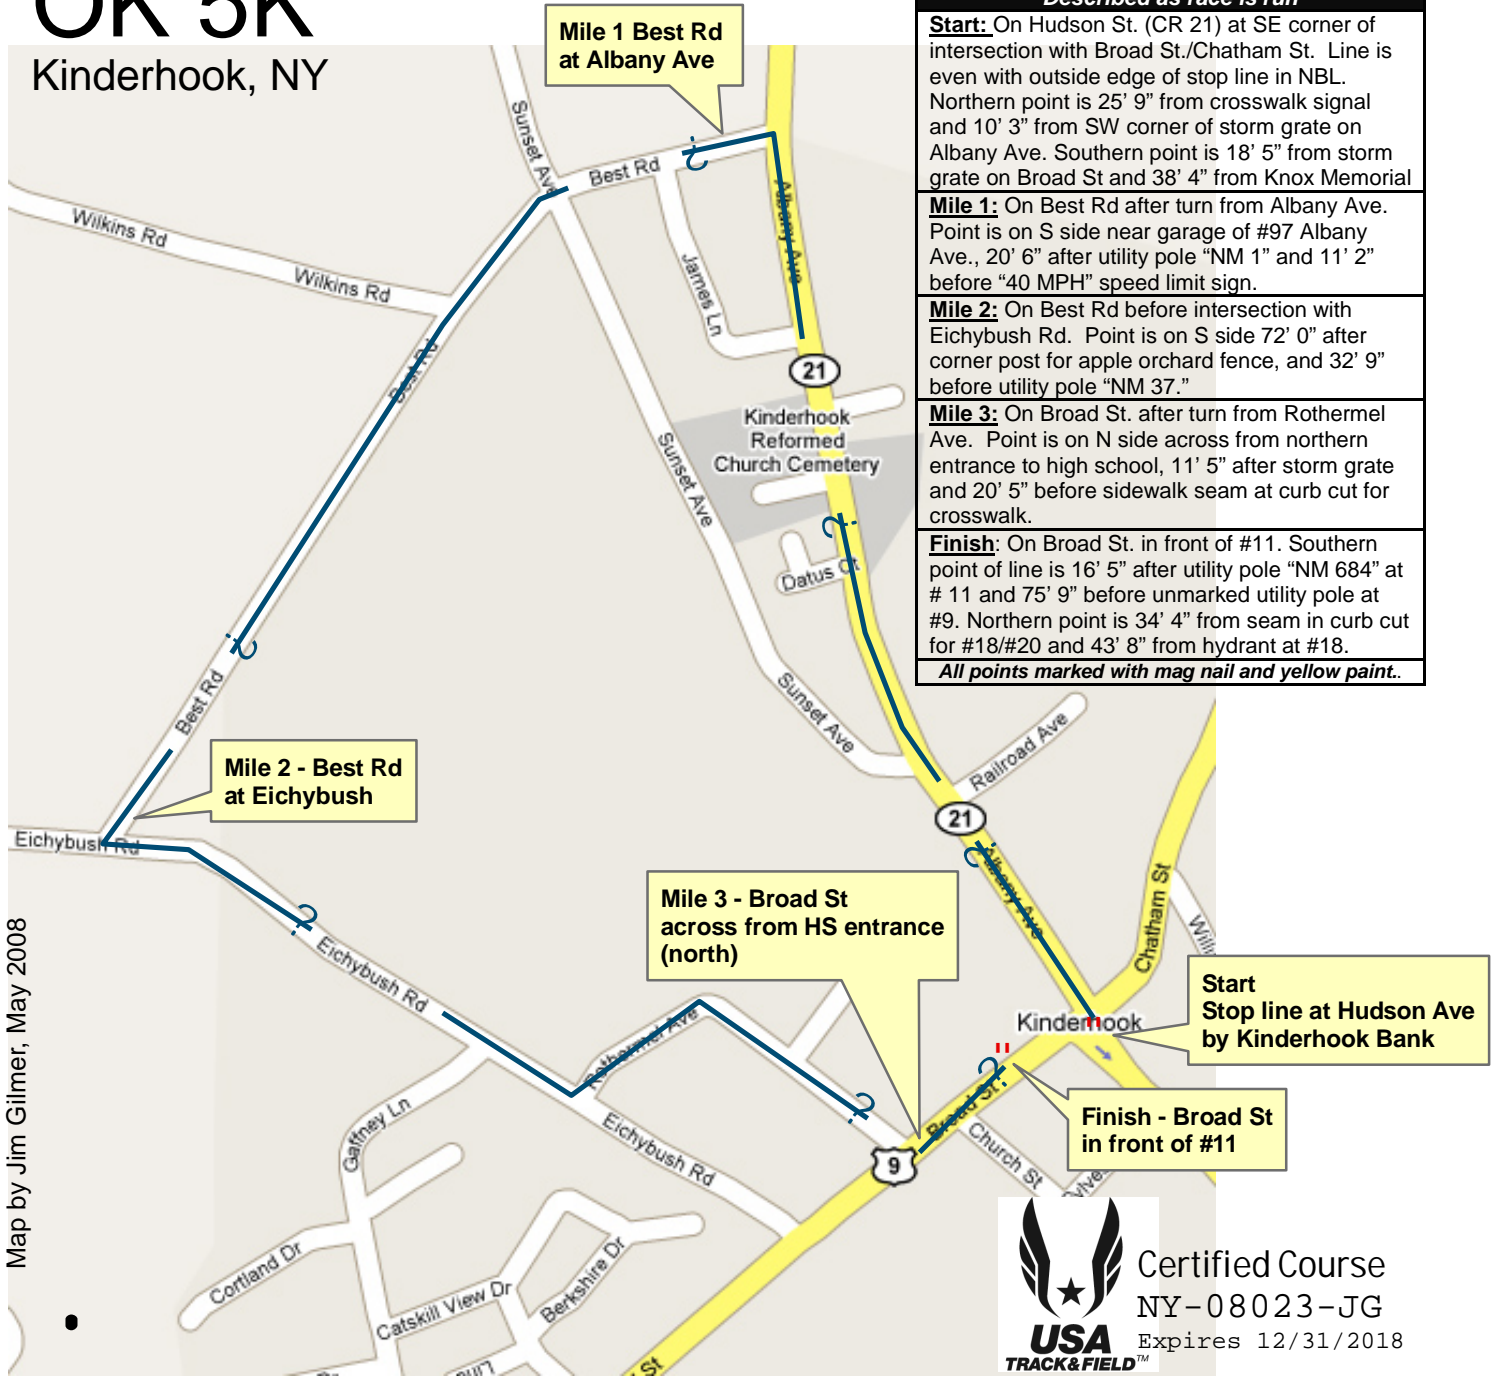 OK 5K
Kinderhook, NY
Mile 1 Best Rd
at Albany Ave
Described as race is run
Start: On Hudson St. (CR 21) at SE corner of
intersection with Broad St./Chatham St. Line is
even with outside edge of stop line in NBL.
Northern point is 25’ 9” from crosswalk signal
and 10’ 3” from SW corner of storm grate on
Albany Ave. Southern point is 18’ 5” from storm
grate on Broad St and 38’ 4” from Knox Memorial
Mile 1: On Best Rd after turn from Albany Ave.
Point is on S side near garage of #97 Albany
Ave., 20’ 6” after utility pole “NM 1” and 11’ 2”
before “40 MPH” speed limit sign.
Mile 2: On Best Rd before intersection with
Eichybush Rd. Point is on S side 72’ 0” after
corner post for apple orchard fence, and 32’ 9”
before utility pole “NM 37.”
Mile 3: On Broad St. after turn from Rothermel
Ave. Point is on N side across from northern
entrance to high school, 11’ 5” after storm grate
and 20’ 5” before sidewalk seam at curb cut for
crosswalk.
Finish: On Broad St. in front of #11. Southern
point of line is 16’ 5” after utility pole “NM 684” at
# 11 and 75’ 9” before unmarked utility pole at
#9. Northern point is 34’ 4” from seam in curb cut
for #18/#20 and 43’ 8” from hydrant at #18.
All points marked with mag nail and yellow paint..
Sunset Ave
Best Rd
Albany Ave
Wilkins Rd
Wilkins Rd
James Ln
Best Rd
21
Kinderhook
Reformed
Church Cemetery
Sunset Ave
Datus Ct
Best Rd
Sunset Ave
Railroad Ave
Mile 2 - Best Rd
at Eichybush
21
Eichybush Rd
Albany Ave
Chatham St
Mile 3 - Broad St
across from HS entrance
(north)
Eichybush Rd
Start
Stop line at Hudson Ave
by Kinderhook Bank
Kinderhook
Rothermel Ave
Broad St
Finish - Broad St
in front of #11
Gaffney Ln
Eichybush Rd
9
Church St
Cortland Dr
Catskill View Dr
Berkshire Dr
St
Map by Jim Gilmer, May 2008
USA
TRACK&FIELD™
Certified Course
NY-08023-JG
Expires 12/31/2018